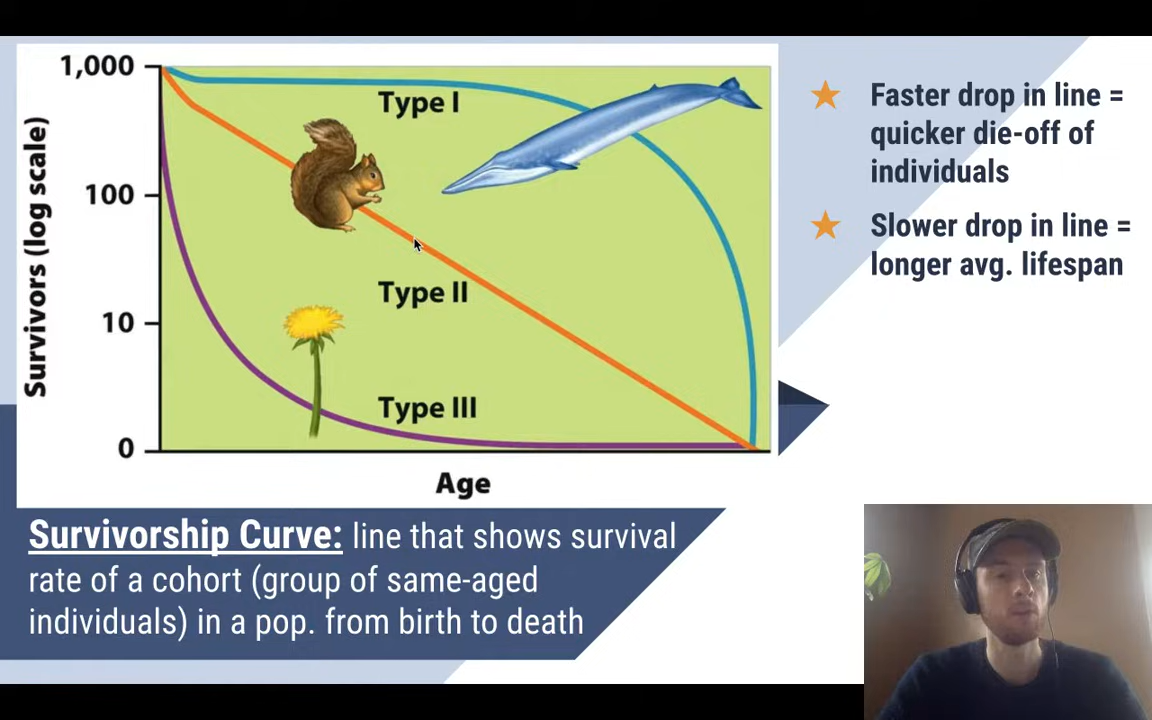 1,000
100
10
0
Survivors (log scale)
Type I
Type II
Type III
Age
Faster drop in line =
quicker die-off of
individuals
Slower drop in line =
longer avg. lifespan
Survivorship Curve: line that shows survival
rate of a cohort (group of same-aged
individuals) in a pop. from birth to death